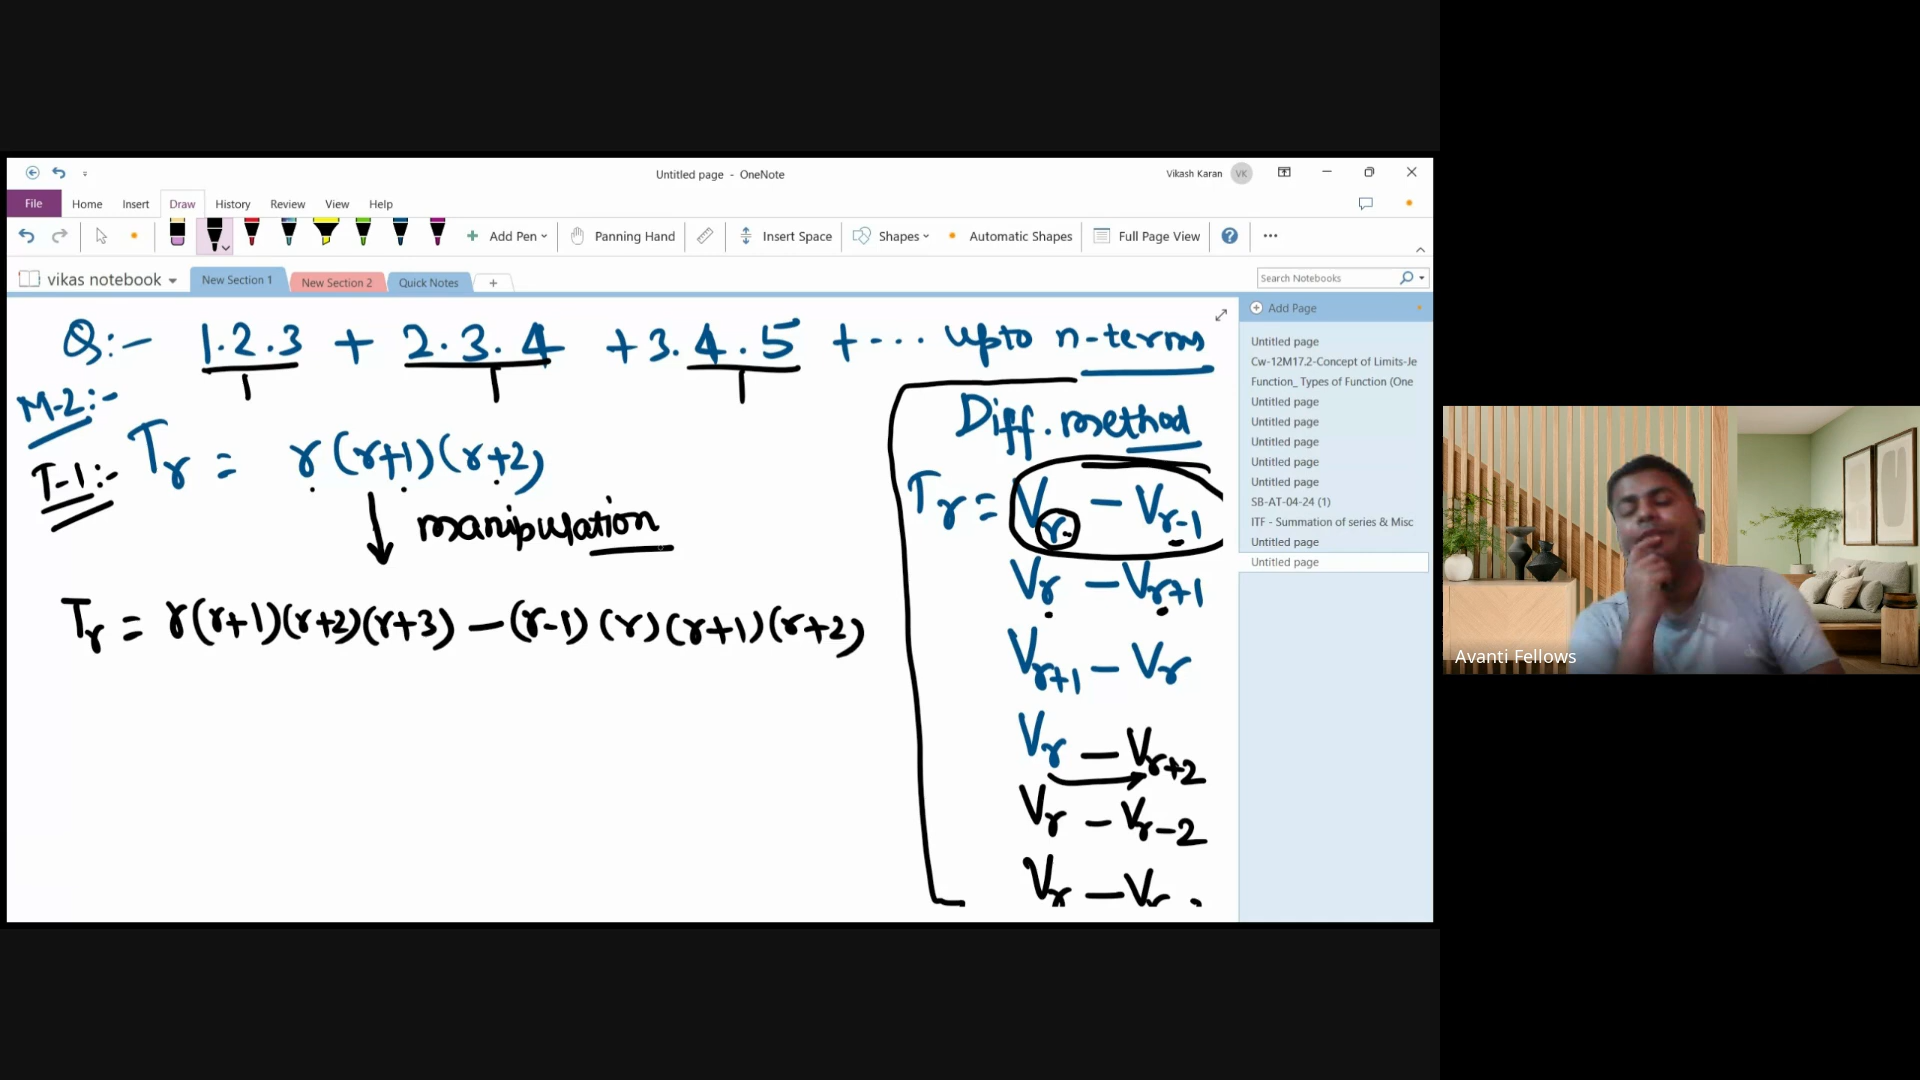 Untitled page - OneNote
Vikash Karan VK
File Home Insert Draw History Review View Help
Add Pen Panning Hand Insert Space Shapes Automatic Shapes Full Page View
vikas notebook New Section 1 New Section 2 Quick Notes +
Search Notebooks
Q:- 1.2.3 + 2.3.4 + 3.4.5 + ... upto n-terms
M-2:-
Diff. method
T-1:- Tr = r(r+1)(r+2)
Tr = Vr - Vr-1
manipulation
Vr - Vr+1
Tr = r(r+1)(r+2)(r+3) - (r-1)(r)(r+1)(r+2)
Vr+1 - Vr
Vr - Vr+2
Vr - Vr-2
Vr - Vr
Add Page
Untitled page
Cw-12M17.2-Concept of Limits-Je
Function_ Types of Function (One
Untitled page
Untitled page
Untitled page
Untitled page
Untitled page
SB-AT-04-24 (1)
ITF - Summation of series & Misc
Untitled page
Untitled page
Avanti Fellows